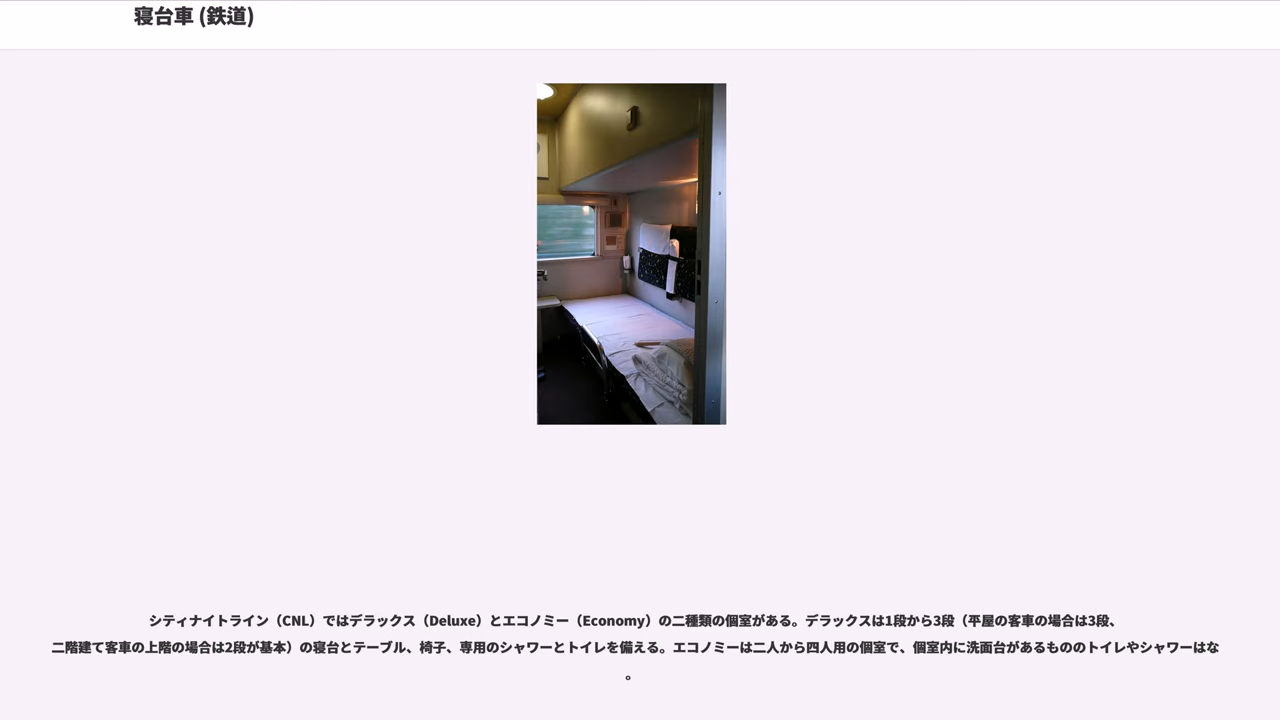 寝台車 (鉄道)
シティナイトライン（CNL）ではデラックス（Deluxe）とエコノミー（Economy）の二種類の個室がある。デラックスは1段から3段（平屋の客車の場合は3段、
二階建て客車の上階の場合は2段が基本）の寝台とテーブル、椅子、専用のシャワーとトイレを備える。エコノミーは二人から四人用の個室で、個室内に洗面台があるもののトイレやシャワーはな
。